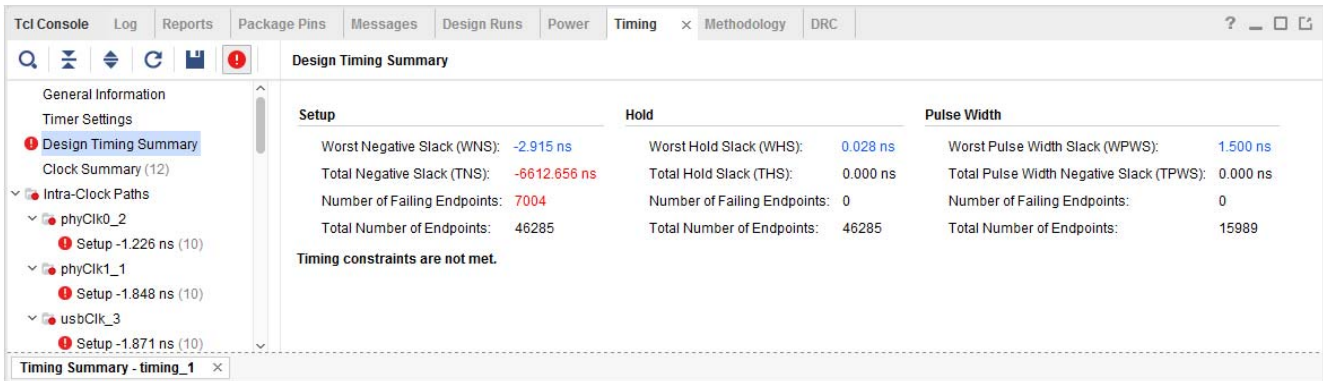 Tcl Console Log Reports Package Pins Messages Design Runs Power Timing × Methodology DRC ?
Design Timing Summary
General Information
Timer Settings
Design Timing Summary
Clock Summary (12)
Intra-Clock Paths
phyClk0_2
Setup -1.226 ns (10)
phyClk1_1
Setup -1.848 ns (10)
usbClk_3
Setup -1.871 ns (10)
Setup Hold Pulse Width
Worst Negative Slack (WNS): -2.915 ns Worst Hold Slack (WHS): 0.028 ns Worst Pulse Width Slack (WPWS): 1.500 ns
Total Negative Slack (TNS): -6612.656 ns Total Hold Slack (THS): 0.000 ns Total Pulse Width Negative Slack (TPWS): 0.000 ns
Number of Failing Endpoints: 7004 Number of Failing Endpoints: 0 Number of Failing Endpoints: 0
Total Number of Endpoints: 46285 Total Number of Endpoints: 46285 Total Number of Endpoints: 15989
Timing constraints are not met.
Timing Summary - timing_1 ×